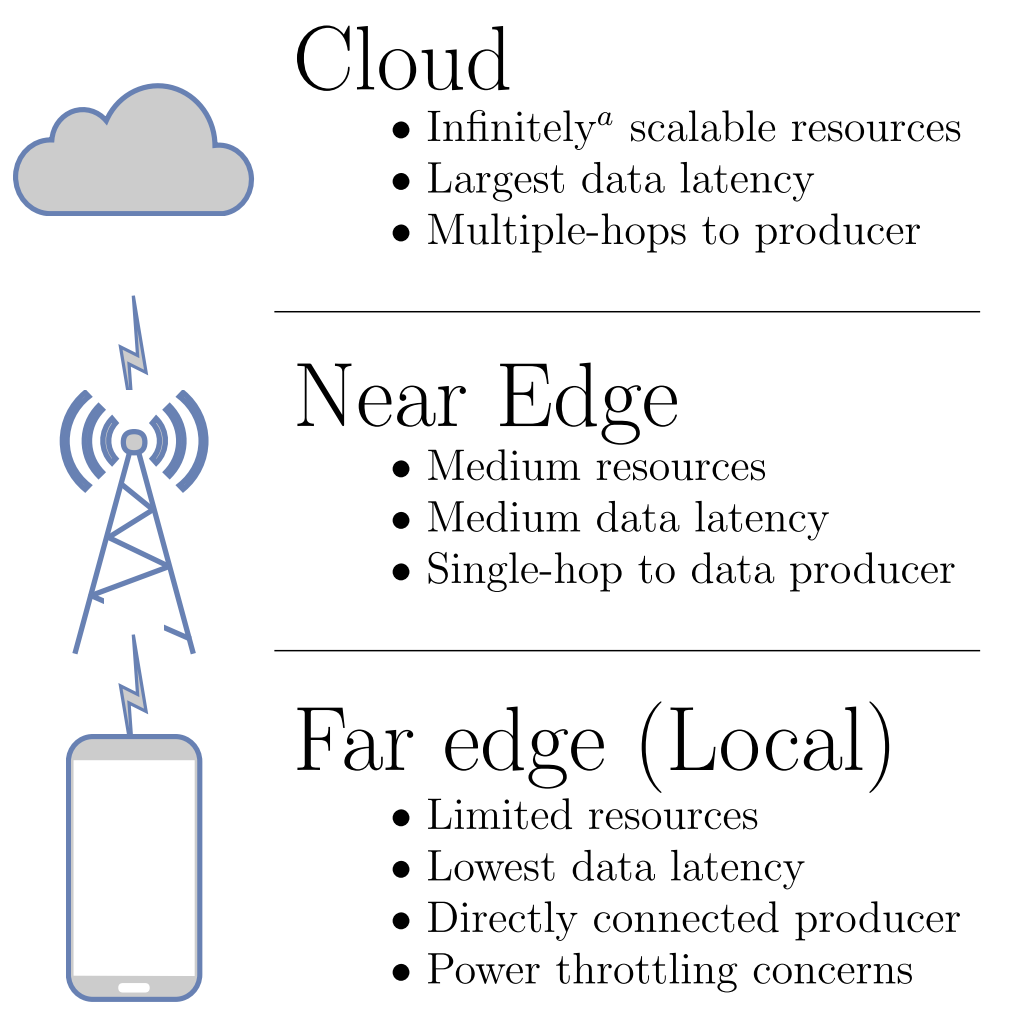 Cloud
• Infinitelyᵃ scalable resources
• Largest data latency
• Multiple-hops to producer
Near Edge
• Medium resources
• Medium data latency
• Single-hop to data producer
Far edge (Local)
• Limited resources
• Lowest data latency
• Directly connected producer
• Power throttling concerns